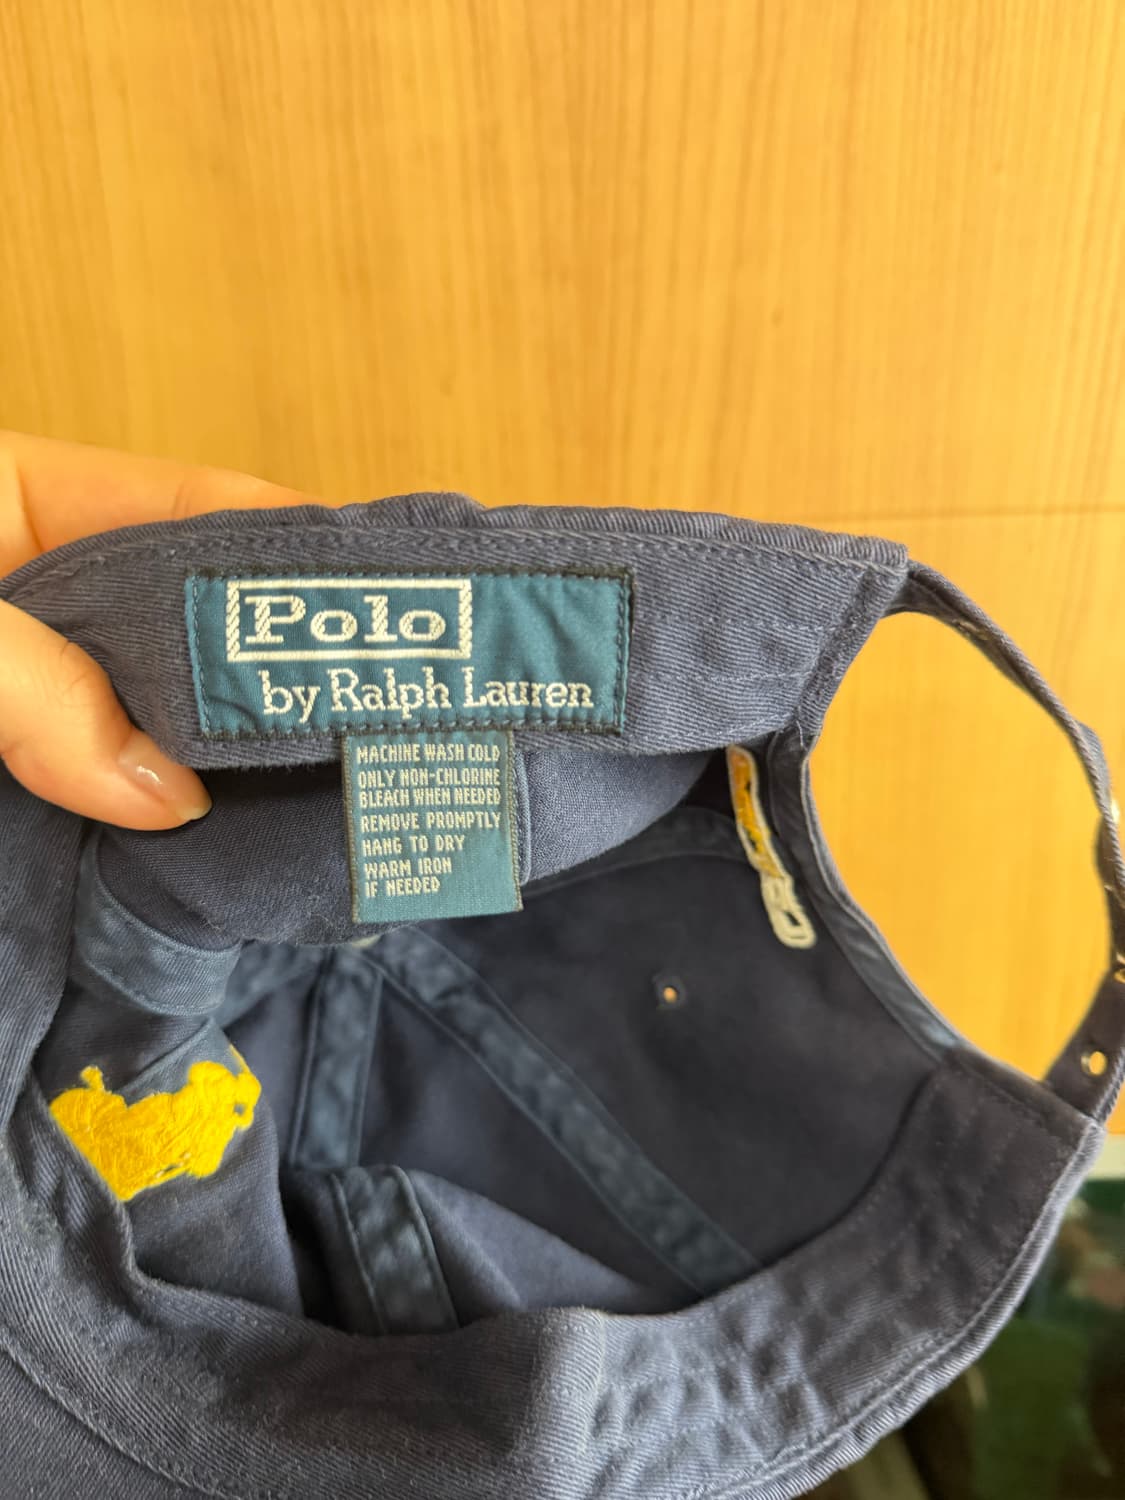 Polo
by Ralph Lauren
MACHINE WASH COLD
ONLY NON-CHLORINE
BLEACH WHEN NEEDED
REMOVE PROMPTLY
HANG TO DRY
WARM IRON
IF NEEDED